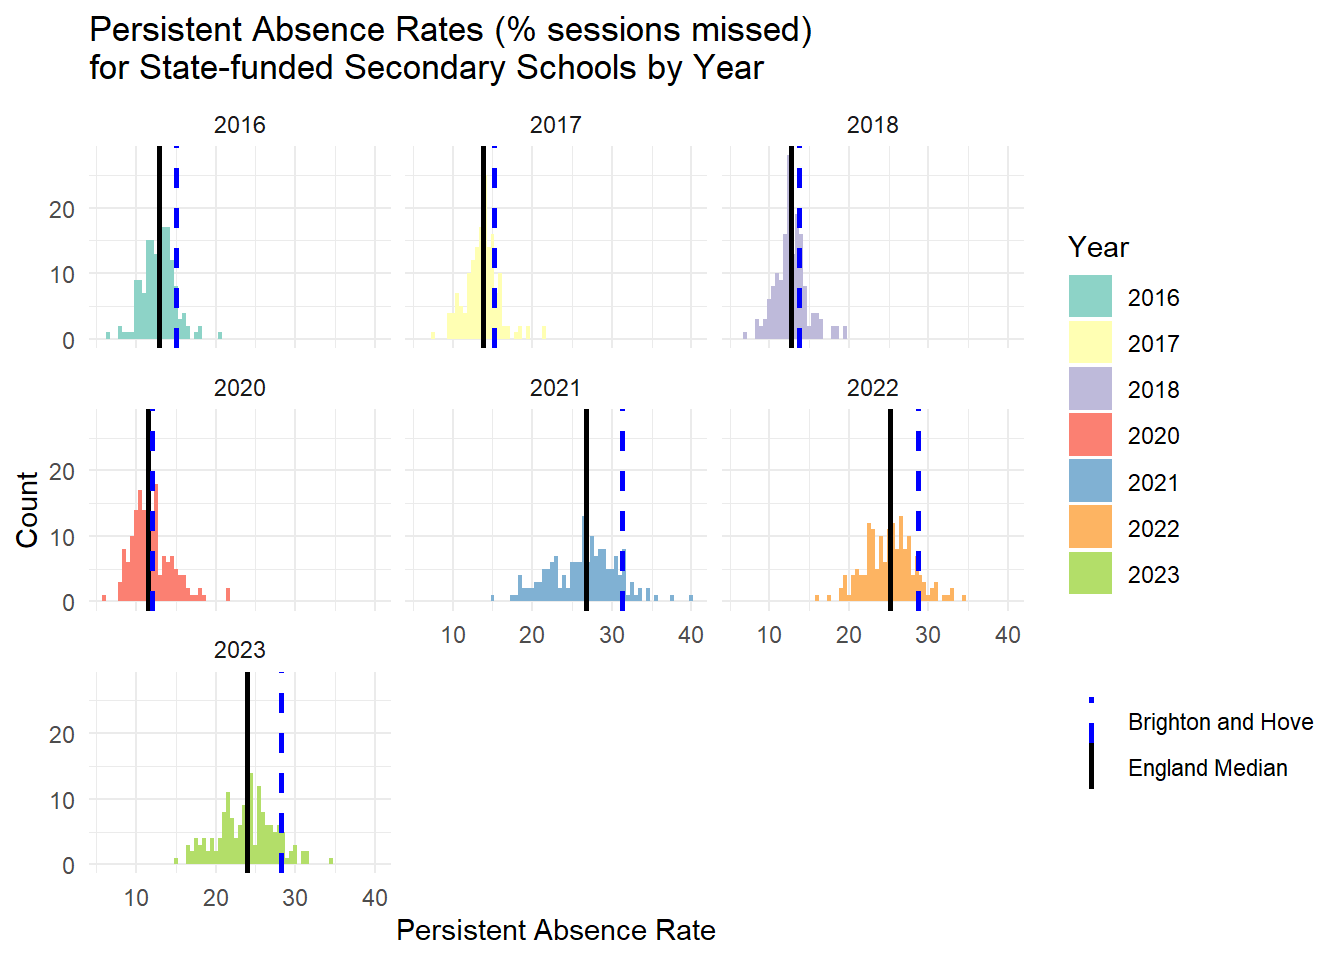 Persistent Absence Rates (% sessions missed)
for State-funded Secondary Schools by Year
2016
2017
2018
20
10
0
2020
2021
2022
20
10
0
10 20 30 40
10 20 30 40
2023
20
10
0
10 20 30 40
Count
Persistent Absence Rate
Year
2016
2017
2018
2020
2021
2022
2023
Brighton and Hove
England Median